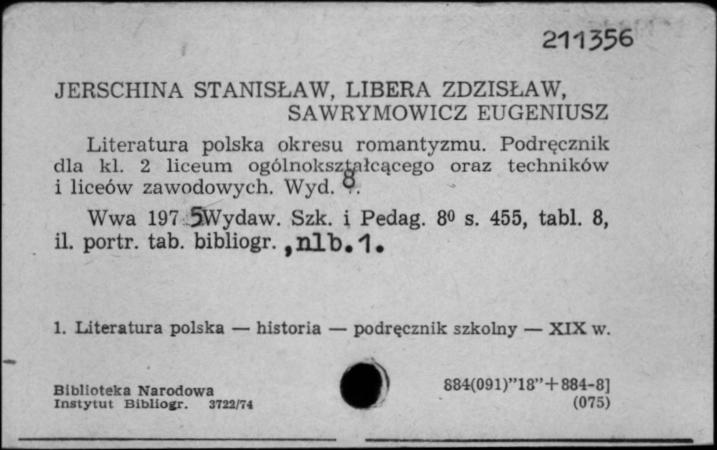 211356
JERSCHINA STANISŁAW, LIBERA ZDZISŁAW,
SAWRYMOWICZ EUGENIUSZ
Literatura polska okresu romantyzmu. Podręcznik
dla kl. 2 liceum ogólnokształcącego oraz techników
i liceów zawodowych. Wyd. 8.
Wwa 1975 Wydaw. Szk. i Pedag. 8⁰ s. 455, tabl. 8,
il. portr. tab. bibliogr. ,nlb.1.
1. Literatura polska — historia — podręcznik szkolny — XIX w.
Biblioteka Narodowa
Instytut Bibliogr. 3722/74
884(091)”18”+884-8]
(075)